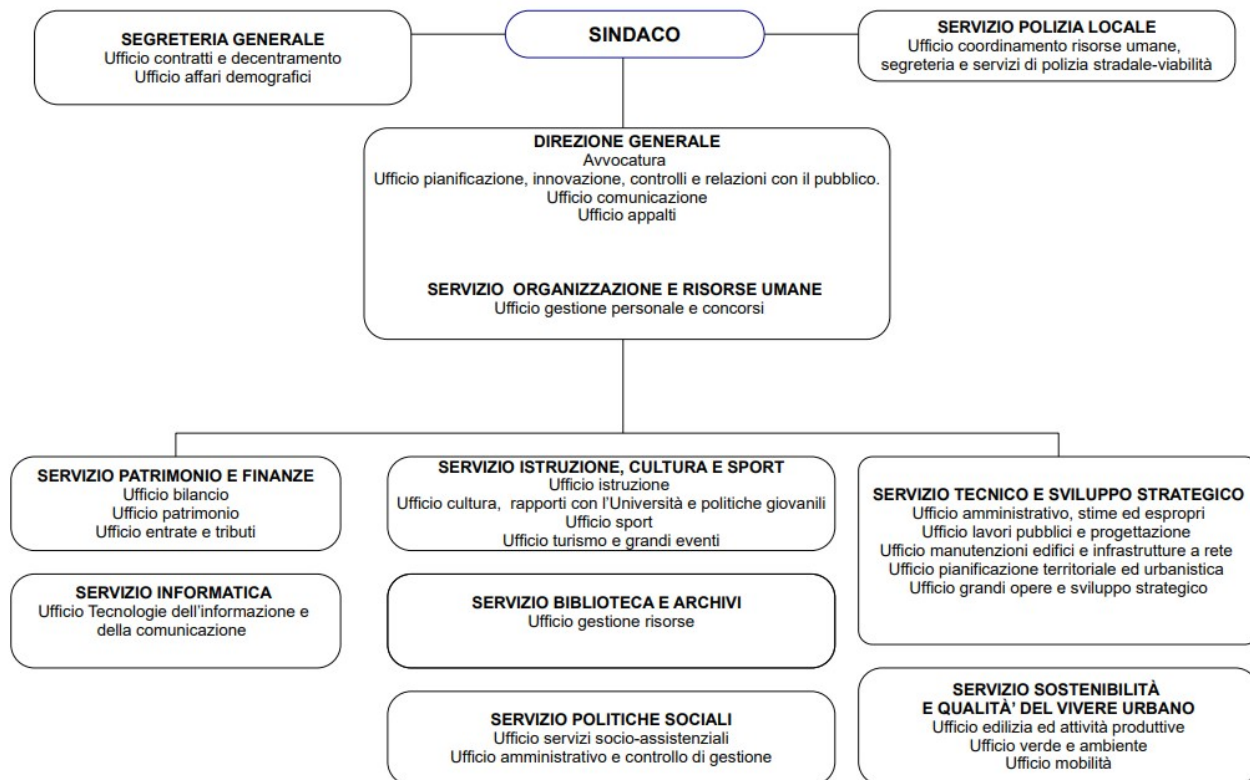 SEGRETERIA GENERALE
Ufficio contratti e decentramento
Ufficio affari demografici
SINDACO
SERVIZIO POLIZIA LOCALE
Ufficio coordinamento risorse umane,
segreteria e servizi di polizia stradale-viabilità
DIREZIONE GENERALE
Avvocatura
Ufficio pianificazione, innovazione, controlli e relazioni con il pubblico.
Ufficio comunicazione
Ufficio appalti
SERVIZIO ORGANIZZAZIONE E RISORSE UMANE
Ufficio gestione personale e concorsi
SERVIZIO PATRIMONIO E FINANZE
Ufficio bilancio
Ufficio patrimonio
Ufficio entrate e tributi
SERVIZIO INFORMATICA
Ufficio Tecnologie dell'informazione e
della comunicazione
SERVIZIO ISTRUZIONE, CULTURA E SPORT
Ufficio istruzione
Ufficio cultura, rapporti con l'Università e politiche giovanili
Ufficio sport
Ufficio turismo e grandi eventi
SERVIZIO BIBLIOTECA E ARCHIVI
Ufficio gestione risorse
SERVIZIO POLITICHE SOCIALI
Ufficio servizi socio-assistenziali
Ufficio amministrativo e controllo di gestione
SERVIZIO TECNICO E SVILUPPO STRATEGICO
Ufficio amministrativo, stime ed espropri
Ufficio lavori pubblici e progettazione
Ufficio manutenzioni edifici e infrastrutture a rete
Ufficio pianificazione territoriale ed urbanistica
Ufficio grandi opere e sviluppo strategico
SERVIZIO SOSTENIBILITÀ
E QUALITA' DEL VIVERE URBANO
Ufficio edilizia ed attività produttive
Ufficio verde e ambiente
Ufficio mobilità